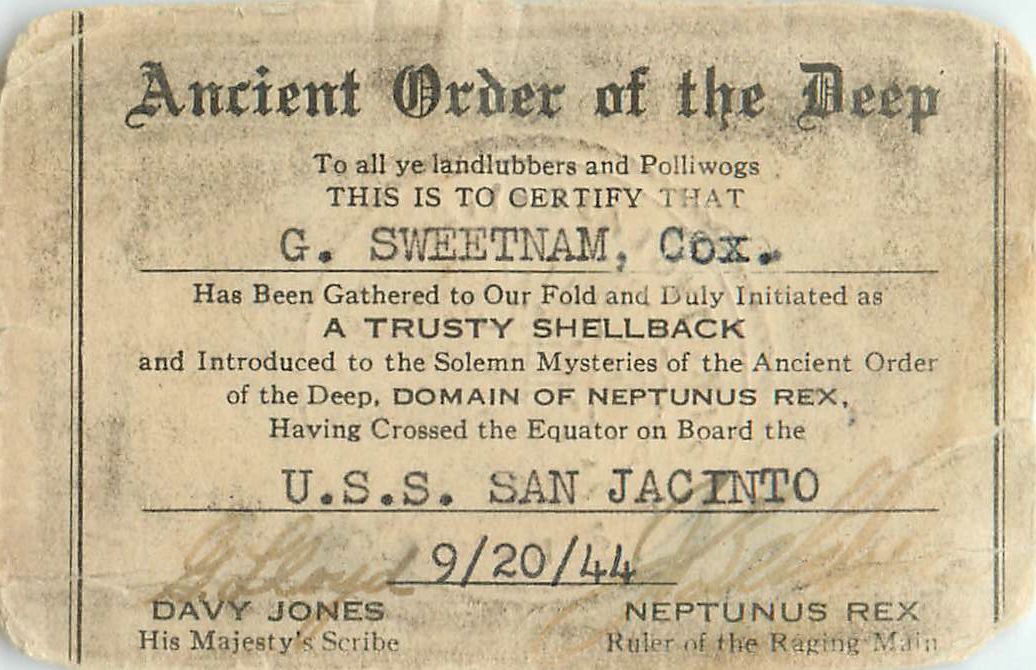 Ancient Order of the Deep
To all ye landlubbers and Polliwogs
THIS IS TO CERTIFY THAT
G. SWEETNAM, Cox.
Has Been Gathered to Our Fold and Duly Initiated as
A TRUSTY SHELLBACK
and Introduced to the Solemn Mysteries of the Ancient Order
of the Deep, DOMAIN OF NEPTUNUS REX,
Having Crossed the Equator on Board the
U.S.S. SAN JACINTO
9/20/44
DAVY JONES NEPTUNUS REX
His Majesty's Scribe Ruler of the Raging Main